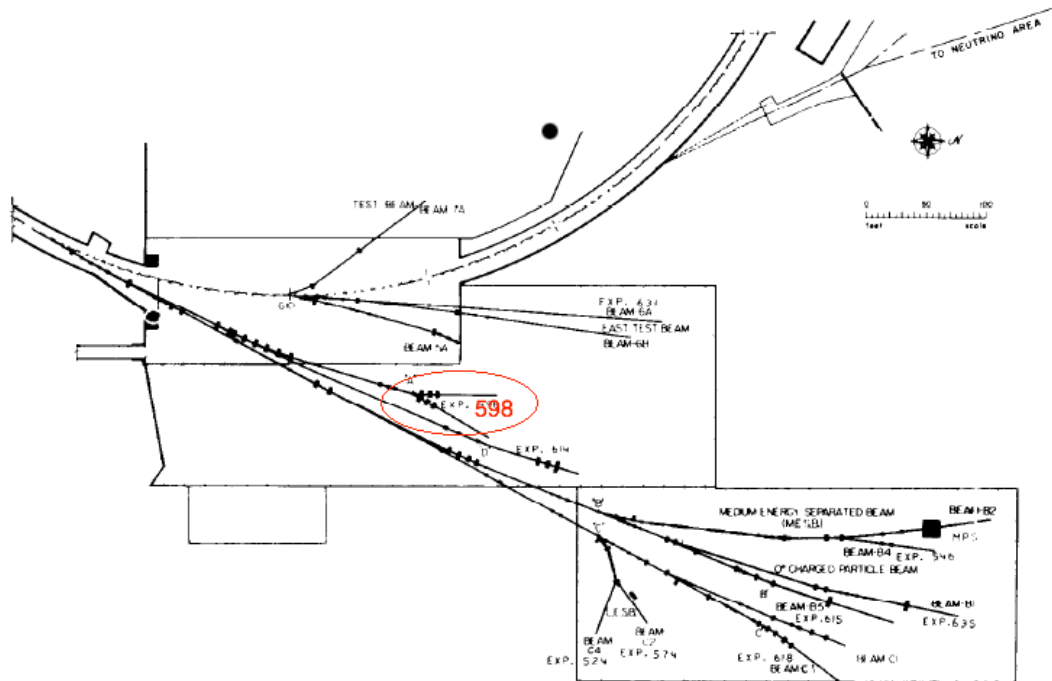 TO NEUTRINO AREA
N
0 50 100
feet scale
TEST BEAM
BEAM 7A
G10
EXP. 631
BEAM-6A
EAST TEST BEAM
BEAM-6B
BEAM-5A
"A"
EXP.
598
"D"
EXP. 614
"B"
MEDIUM ENERGY SEPARATED BEAM
(MESB)
BEAM-B2
MPS
BEAM-B4
EXP. 546
"C"
0° CHARGED PARTICLE BEAM
B'
BEAM-B5
EXP. 615
BEAM-B1
EXP. 635
LESB
BEAM
C4
EXP. 524
BEAM
C2
EXP. 574
C'
EXP. 618
BEAM C1